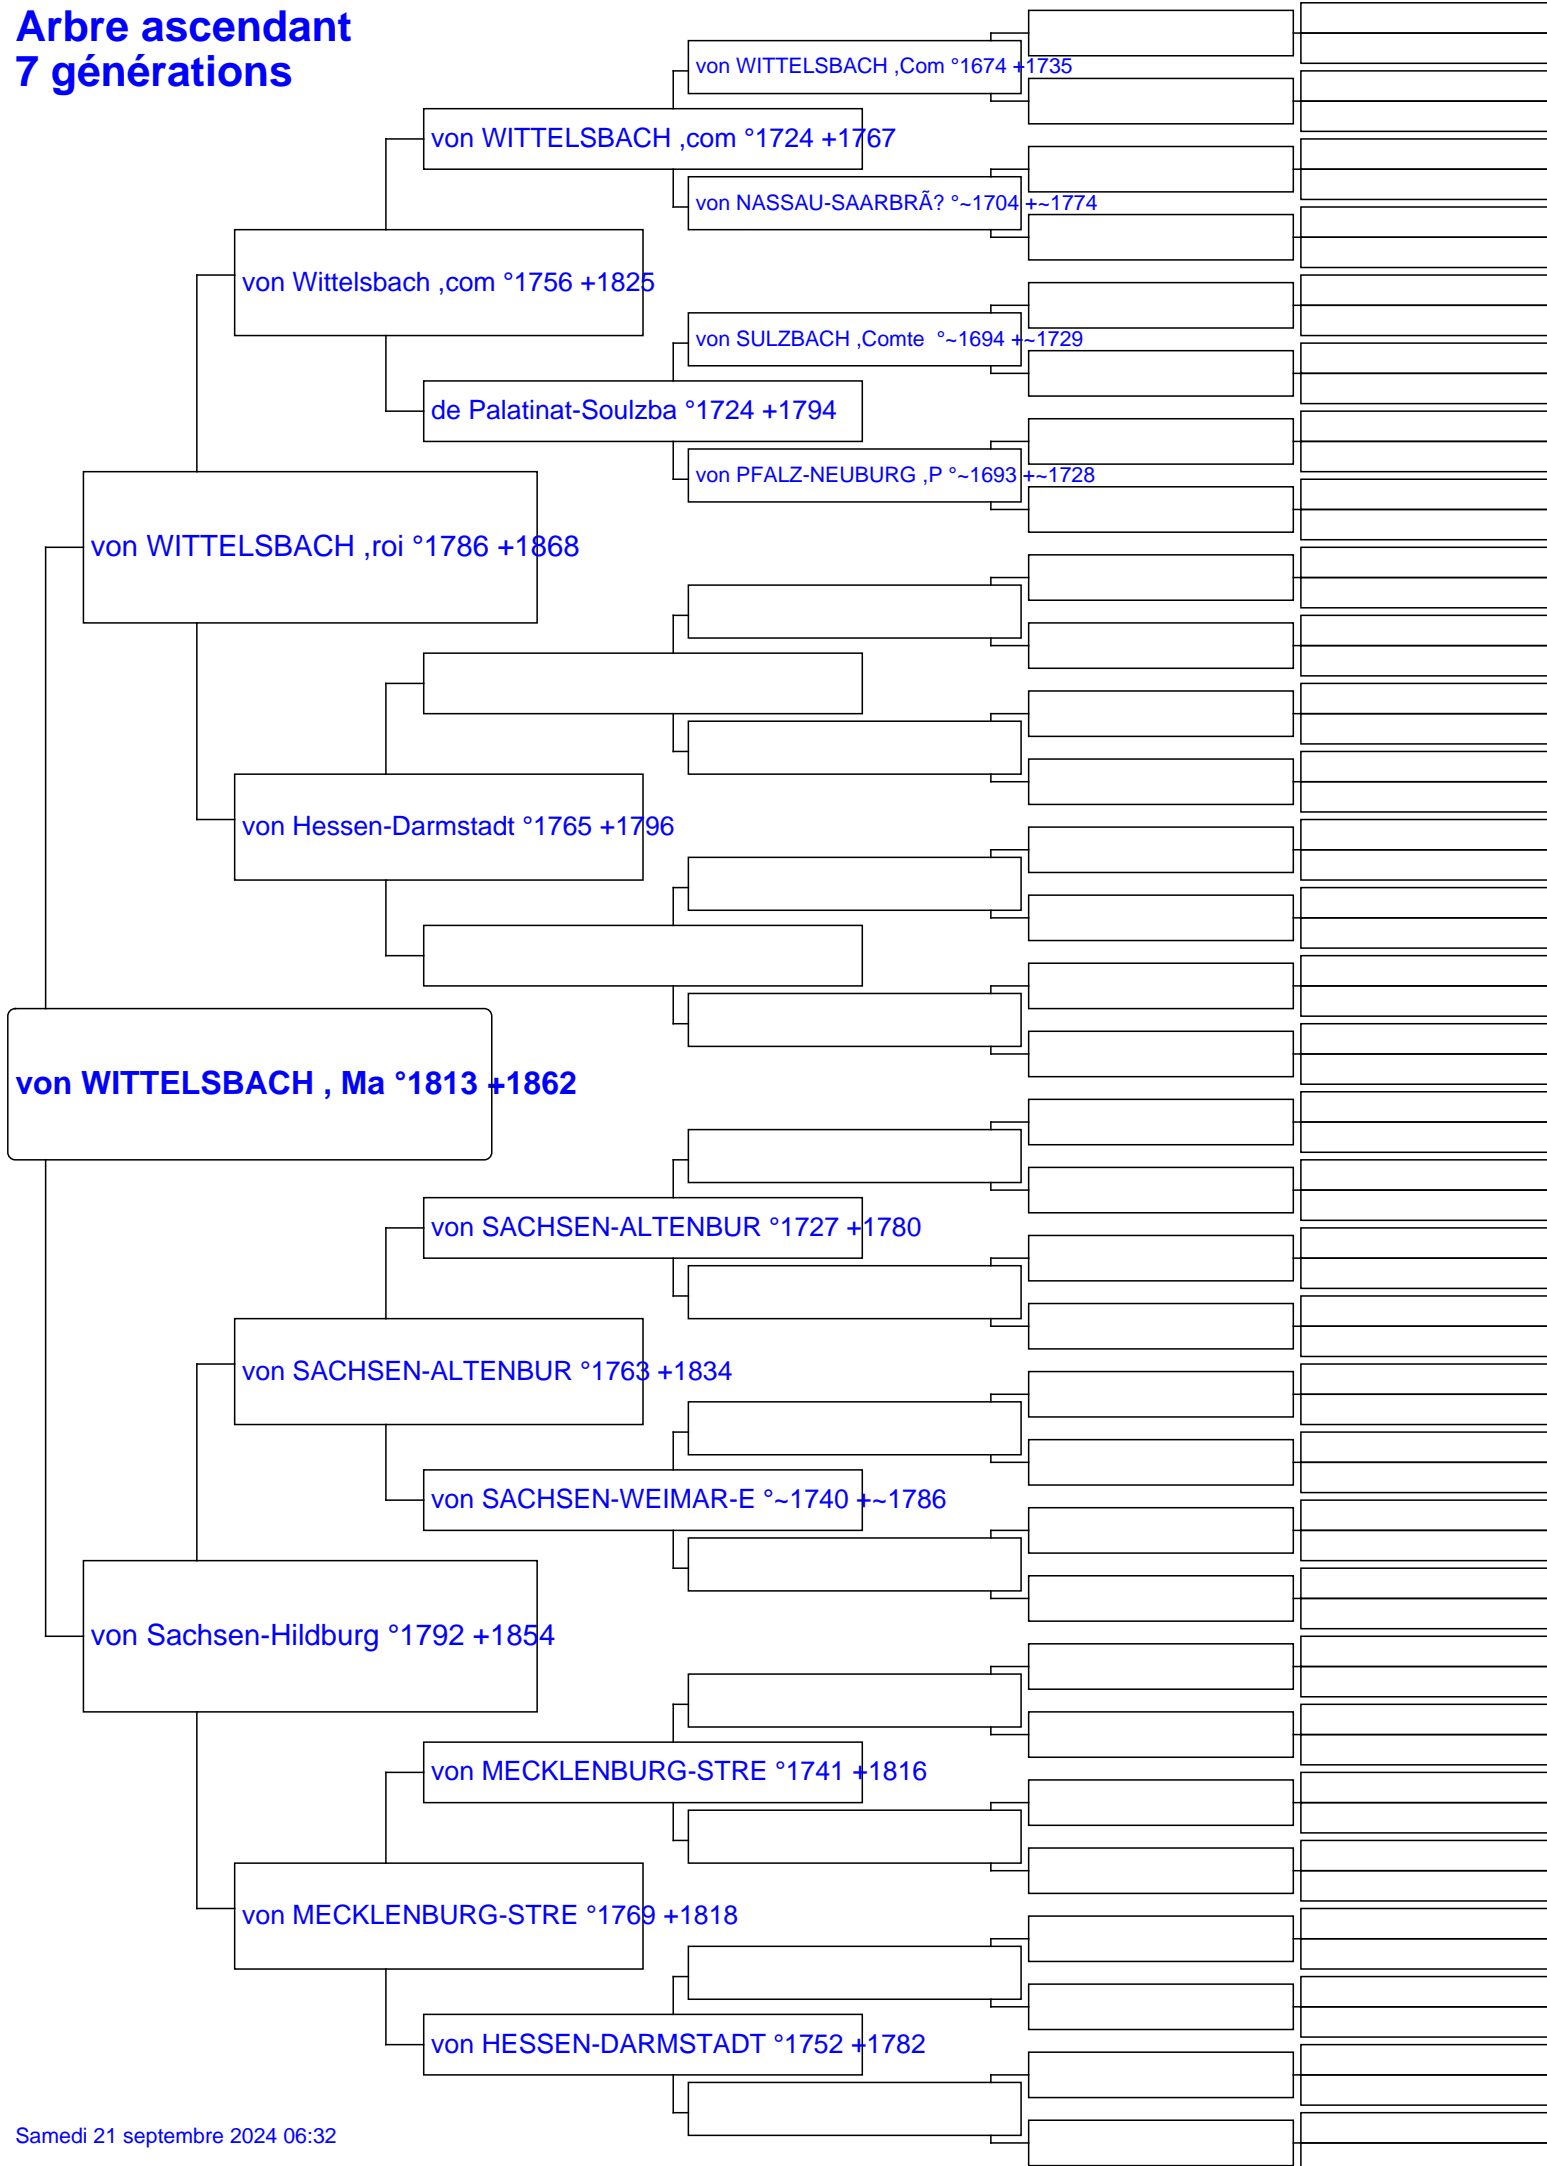 Arbre ascendant
7 générations
von WITTELSBACH ,Com °1674 +1735
von WITTELSBACH ,com °1724 +1767
von NASSAU-SAARBRÃ? °~1704 +~1774
von Wittelsbach ,com °1756 +1825
von SULZBACH ,Comte °~1694 +~1729
de Palatinat-Soulzba °1724 +1794
von PFALZ-NEUBURG ,P °~1693 +~1728
von WITTELSBACH ,roi °1786 +1868
von Hessen-Darmstadt °1765 +1796
von WITTELSBACH , Ma °1813 +1862
von SACHSEN-ALTENBUR °1727 +1780
von SACHSEN-ALTENBUR °1763 +1834
von SACHSEN-WEIMAR-E °~1740 +~1786
von Sachsen-Hildburg °1792 +1854
von MECKLENBURG-STRE °1741 +1816
von MECKLENBURG-STRE °1769 +1818
von HESSEN-DARMSTADT °1752 +1782
Samedi 21 septembre 2024 06:32